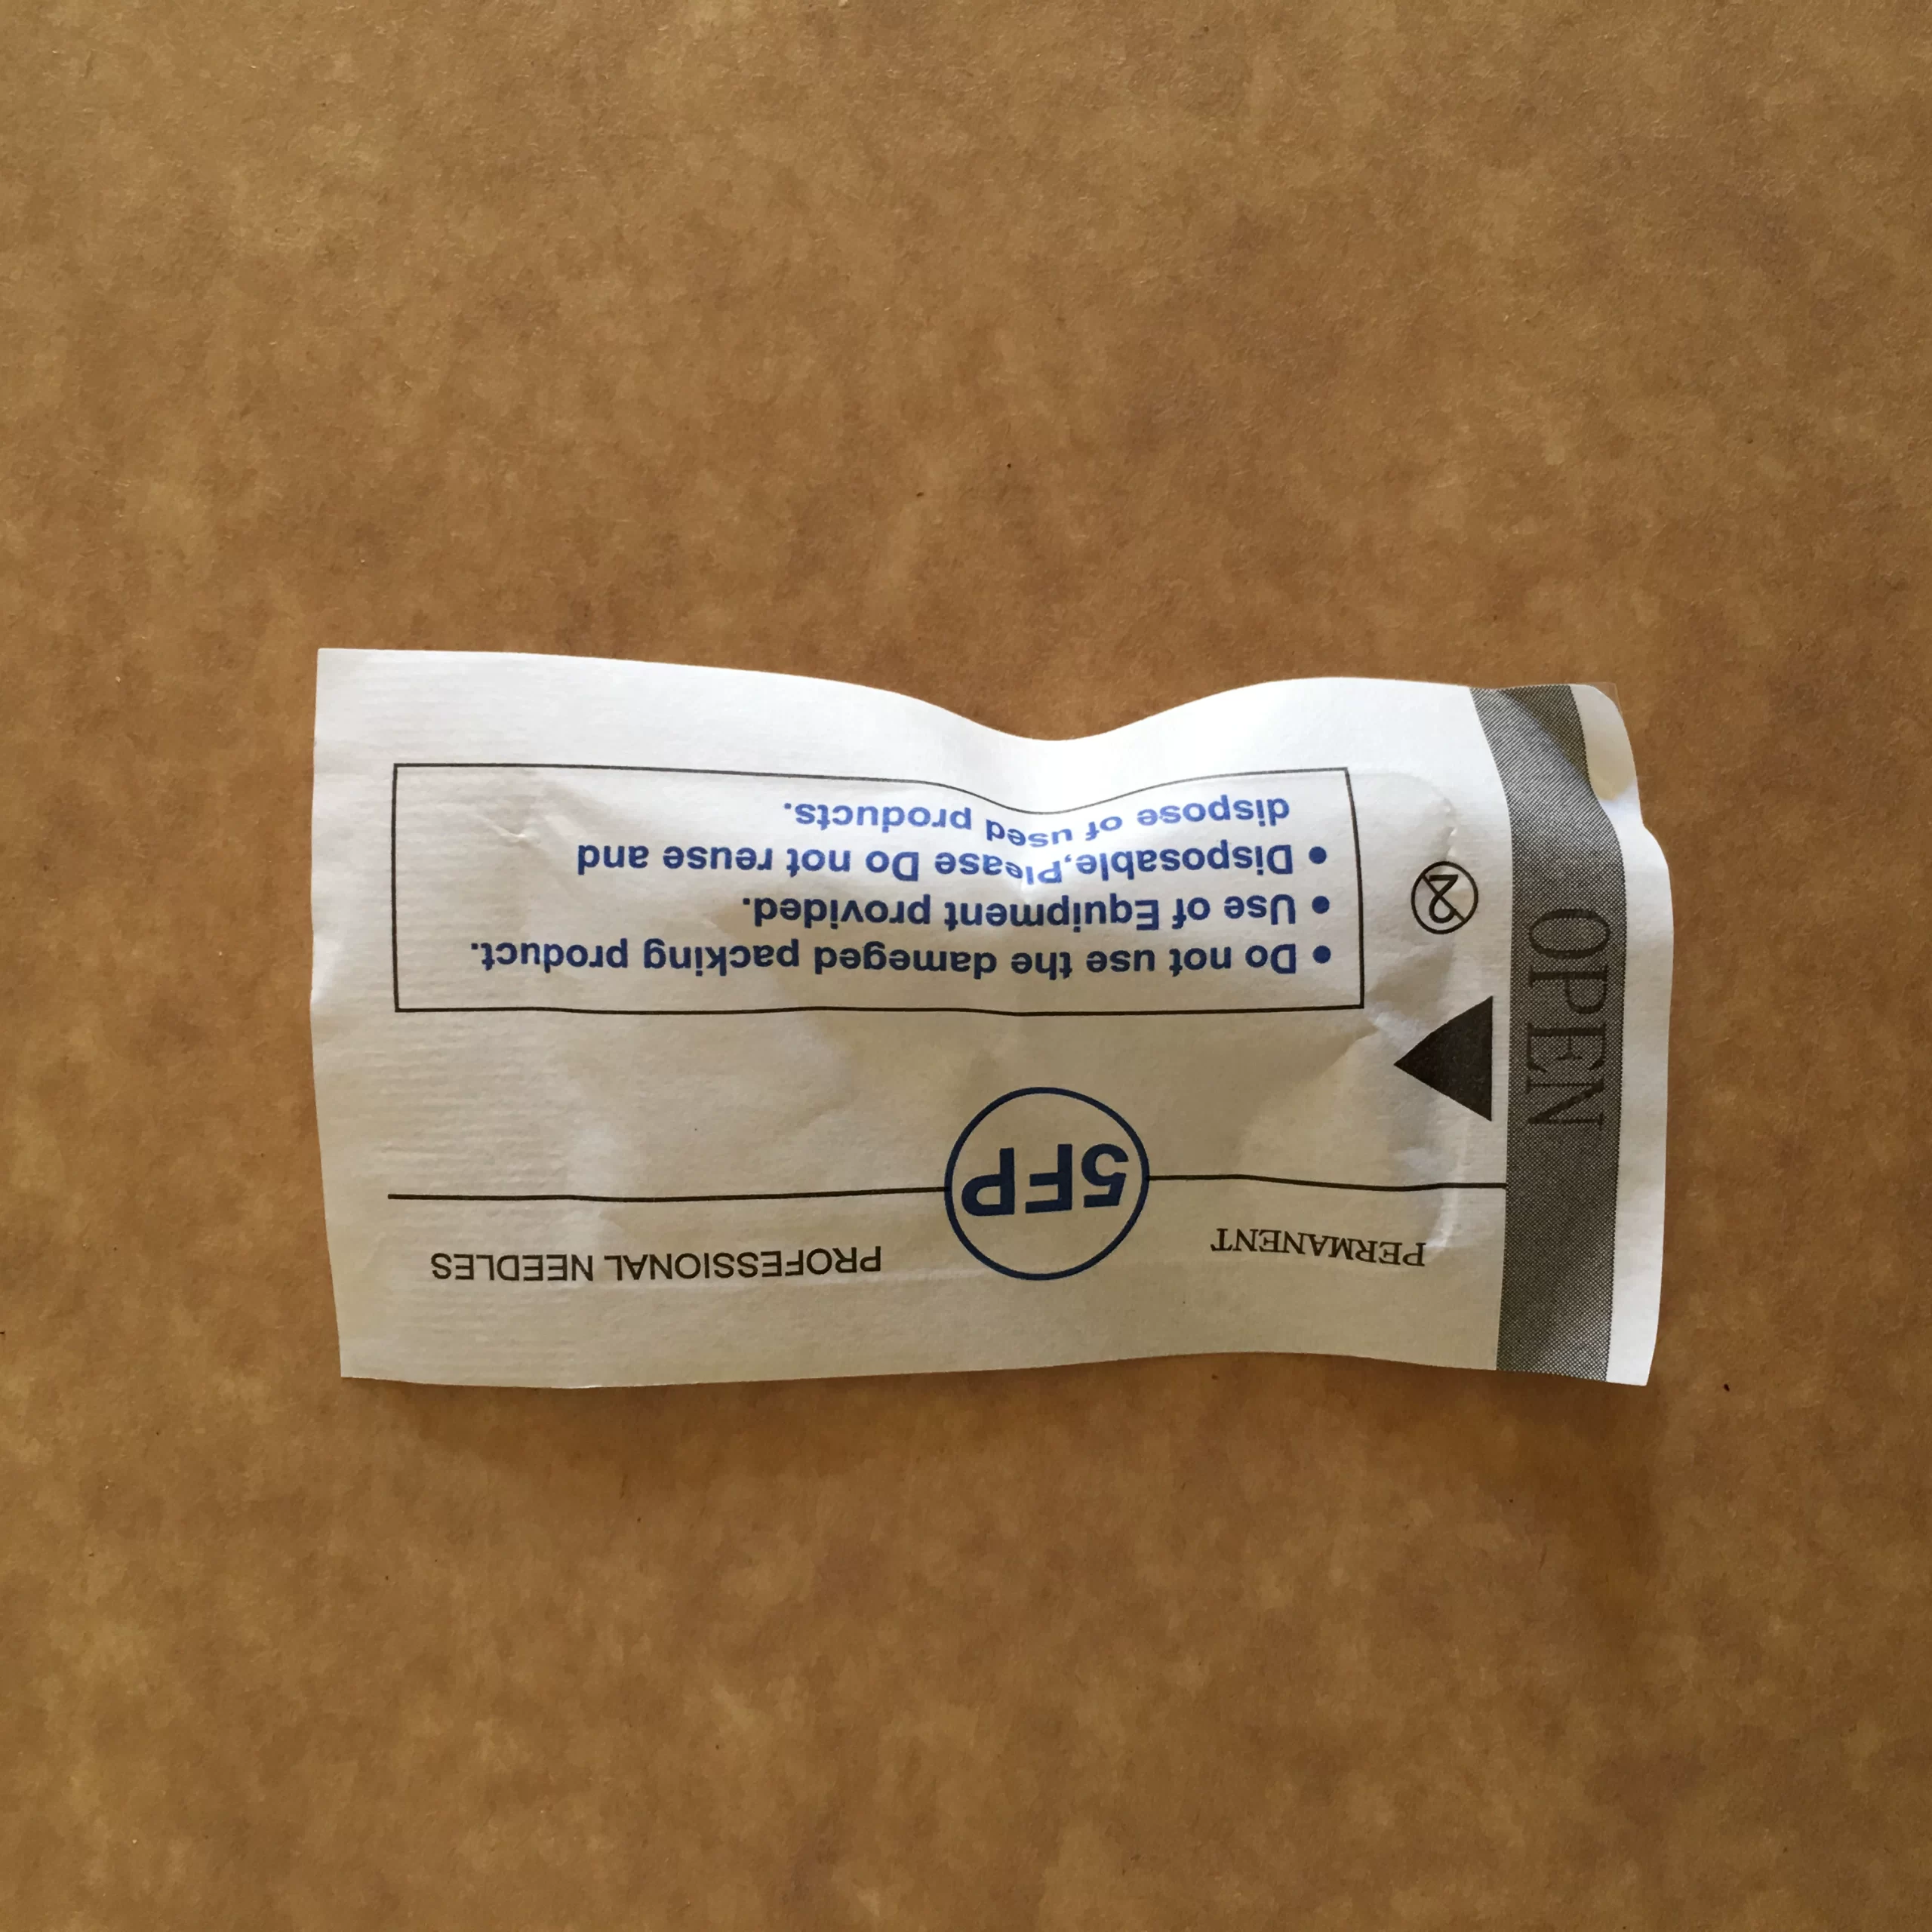 PERMANENT
5FP
PROFESSIONAL NEEDLES
OPEN
2
• Do not use the dameged packing product.
• Use of Equipment provided.
• Disposable,Please Do not reuse and
dispose of used products.